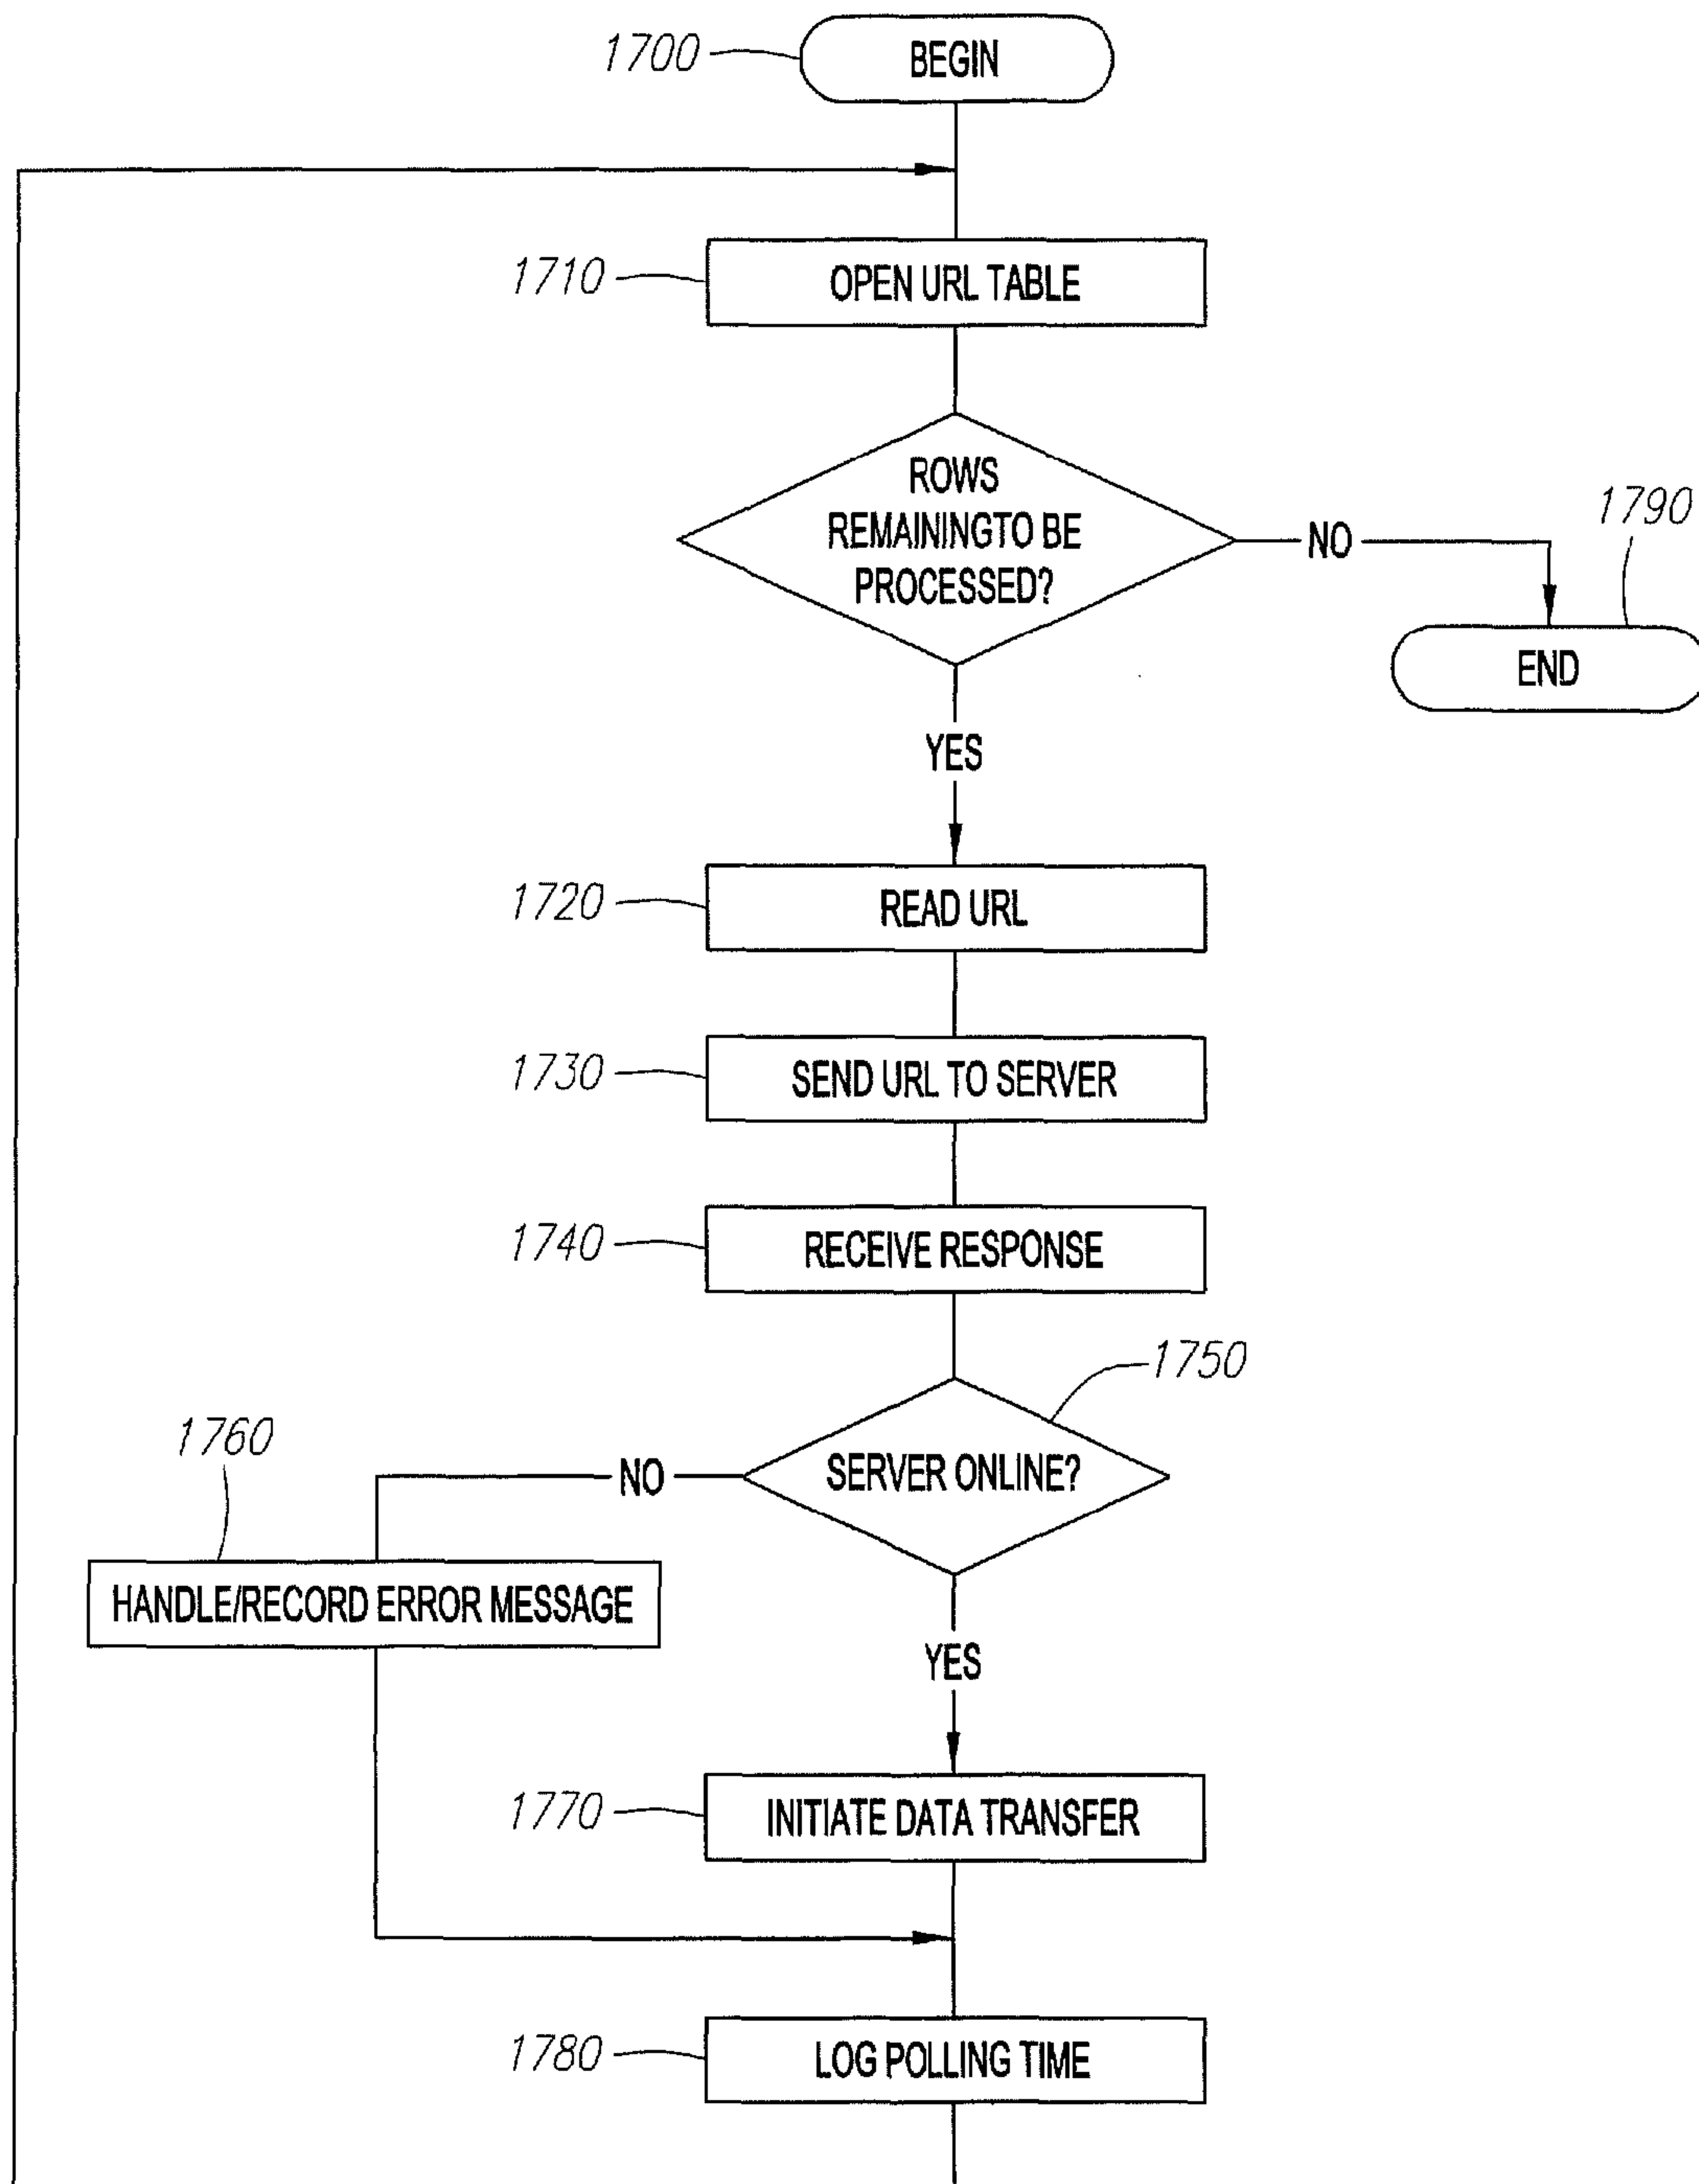 1700
BEGIN
1710
OPEN URL TABLE
ROWS
REMAININGTO BE
PROCESSED?
NO
1790
END
YES
1720
READ URL
1730
SEND URL TO SERVER
1740
RECEIVE RESPONSE
1750
SERVER ONLINE?
NO
1760
HANDLE/RECORD ERROR MESSAGE
YES
1770
INITIATE DATA TRANSFER
1780
LOG POLLING TIME